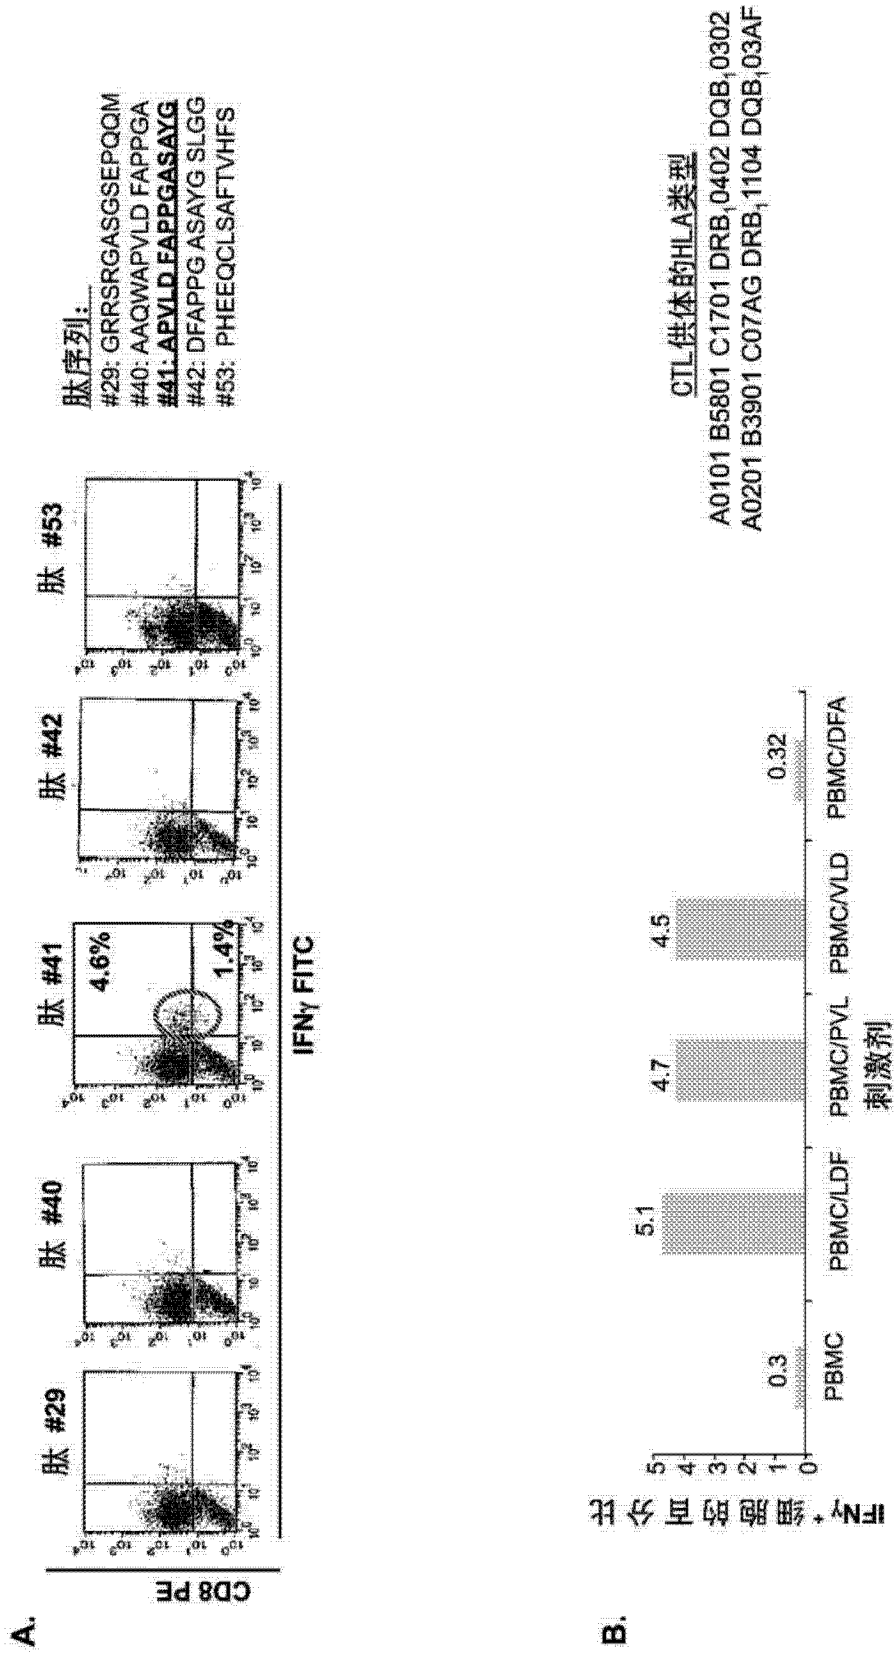 A.
肽 #29
肽 #40
肽 #41
肽 #42
肽 #53
4.6%
1.4%
CD8 PE
IFNγ FITC
肽序列:
#29: GRRSRGASGSEPQQM
#40: AAQWAPVLD FAPPGA
#41: APVLD FAPPGASAYG
#42: DFAPPG ASAYG SLGG
#53: PHEEQCLSAFTVHFS
B.
IFNγ+细胞的百分比
5
4
3
2
1
0
0.3
5.1
4.7
4.5
0.32
PBMC
PBMC/LDF
PBMC/PVL
PBMC/VLD
PBMC/DFA
刺激剂
CTL供体的HLA类型
A0101 B5801 C1701 DRB₁0402 DQB₁0302
A0201 B3901 C07AG DRB₁1104 DQB₁03AF